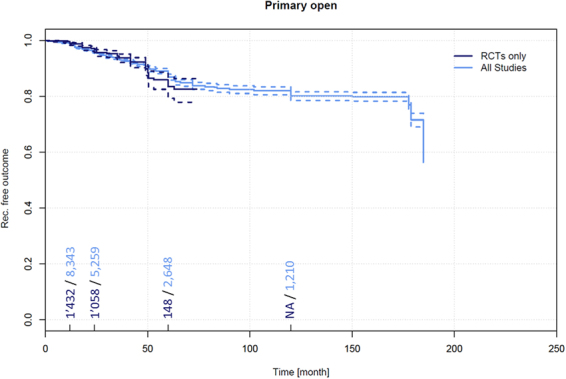 Primary open
Rec. free outcome
1.0
0.8
0.6
0.4
0.2
0.0
RCTs only
All Studies
1'432 / 8,343
1'058 / 5,259
148 / 2,648
NA / 1,210
0 50 100 150 200 250
Time [month]